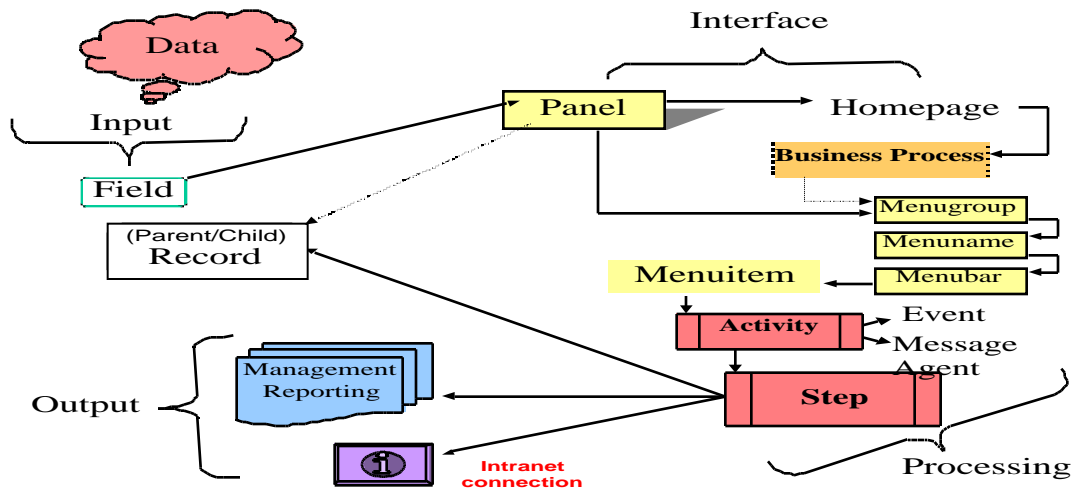 Interface
Data
Panel
Homepage
Input
Business Process
Field
Menugroup
(Parent/Child)
Record
Menuname
Menuitem
Menubar
Activity
Event
Message
Agent
Management
Reporting
Step
Output
i
Intranet
connection
Processing